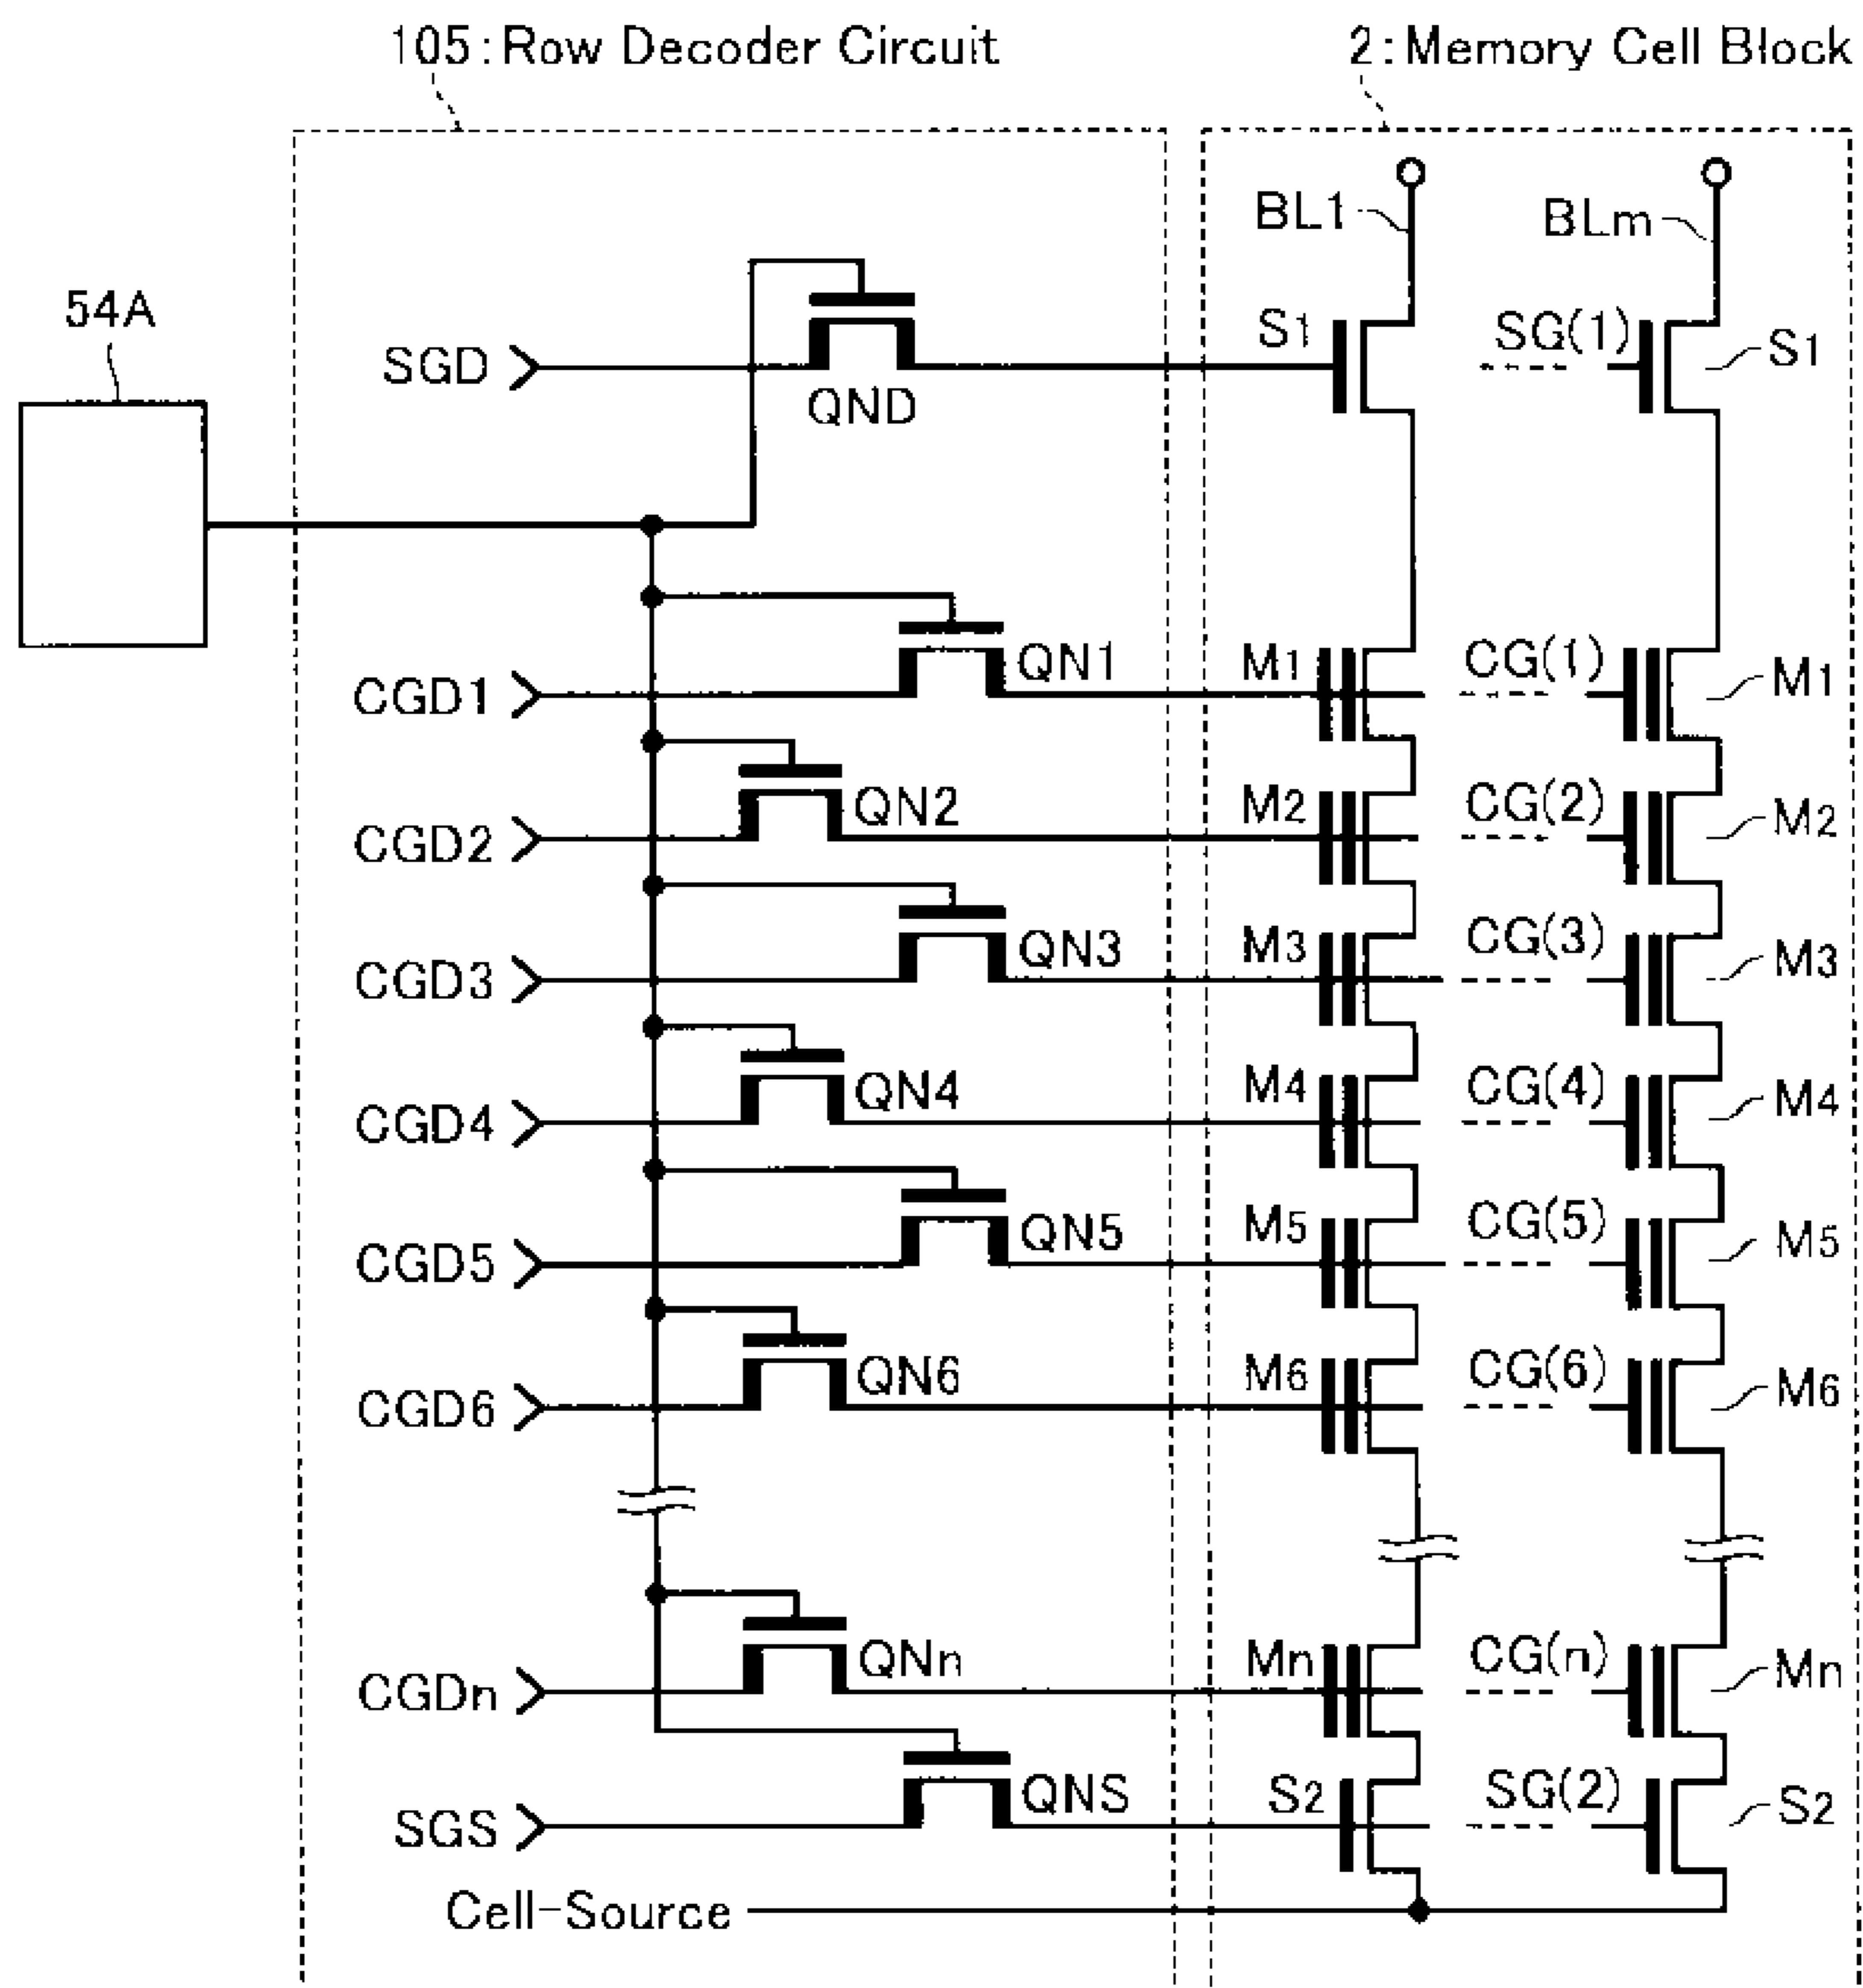 105:Row Decoder Circuit
2:Memory Cell Block
BL1
BLm
54A
SGD
QND
S1
SG(1)
S1
CGD1
QN1
M1
CG(1)
M1
CGD2
QN2
M2
CG(2)
M2
CGD3
QN3
M3
CG(3)
M3
CGD4
QN4
M4
CG(4)
M4
CGD5
QN5
M5
CG(5)
M5
CGD6
QN6
M6
CG(6)
M6
CGDn
QNn
Mn
CG(n)
Mn
SGS
QNS
S2
SG(2)
S2
Cell-Source